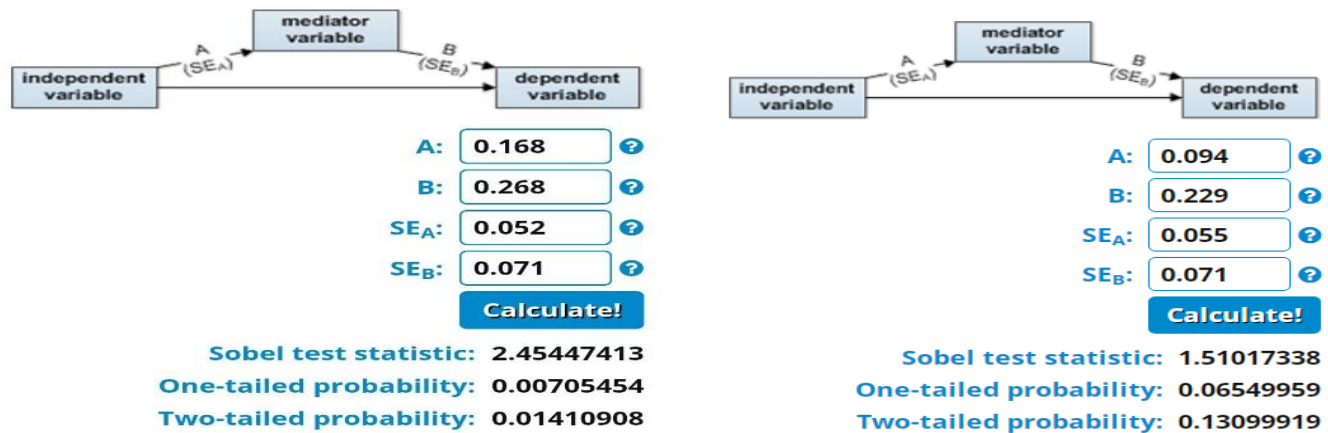 mediator
variable
A
(SEA)
B
(SEB)
independent
variable
dependent
variable
A: 0.168 ?
B: 0.268 ?
SEA: 0.052 ?
SEB: 0.071 ?
Calculate!
Sobel test statistic: 2.45447413
One-tailed probability: 0.00705454
Two-tailed probability: 0.01410908
mediator
variable
A
(SEA)
B
(SEB)
independent
variable
dependent
variable
A: 0.094 ?
B: 0.229 ?
SEA: 0.055 ?
SEB: 0.071 ?
Calculate!
Sobel test statistic: 1.51017338
One-tailed probability: 0.06549959
Two-tailed probability: 0.13099919